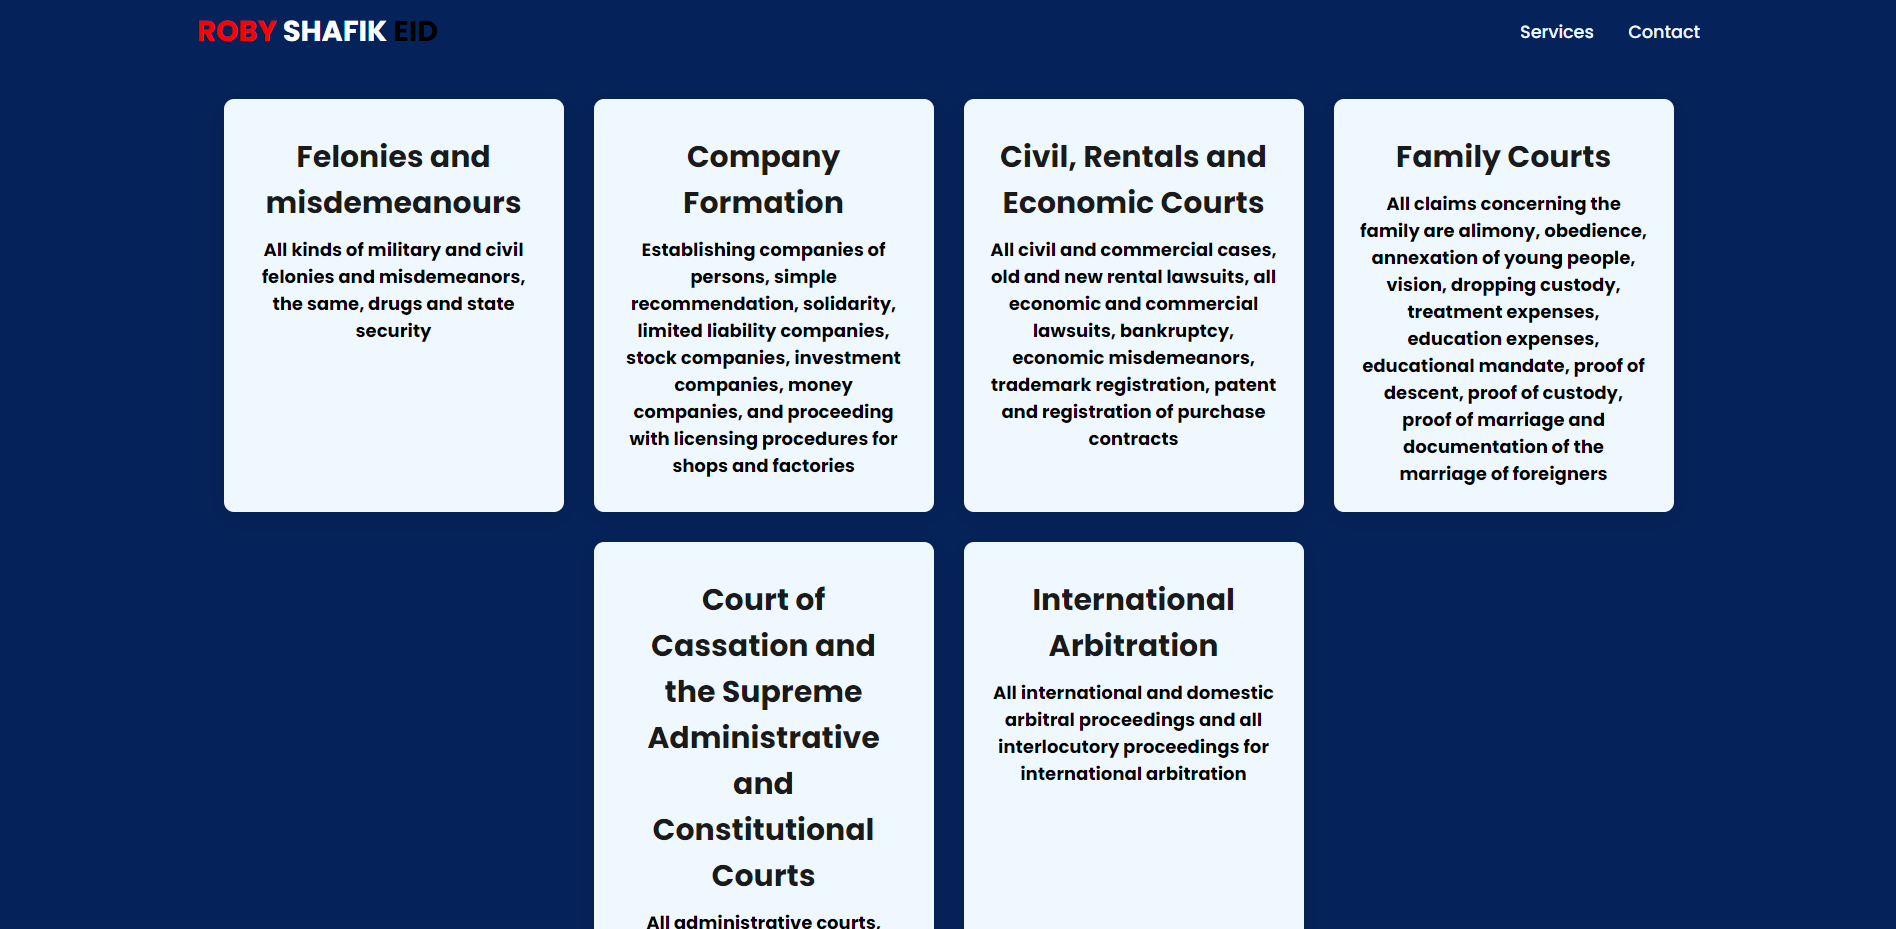 ROBY SHAFIK EID
Services
Contact
Felonies and
misdemeanours
All kinds of military and civil
felonies and misdemeanors,
the same, drugs and state
security
Company
Formation
Establishing companies of
persons, simple
recommendation, solidarity,
limited liability companies,
stock companies, investment
companies, money
companies, and proceeding
with licensing procedures for
shops and factories
Civil, Rentals and
Economic Courts
All civil and commercial cases,
old and new rental lawsuits, all
economic and commercial
lawsuits, bankruptcy,
economic misdemeanors,
trademark registration, patent
and registration of purchase
contracts
Family Courts
All claims concerning the
family are alimony, obedience,
annexation of young people,
vision, dropping custody,
treatment expenses,
education expenses,
educational mandate, proof of
descent, proof of custody,
proof of marriage and
documentation of the
marriage of foreigners
Court of
Cassation and
the Supreme
Administrative
and
Constitutional
Courts
All administrative courts,
International
Arbitration
All international and domestic
arbitral proceedings and all
interlocutory proceedings for
international arbitration